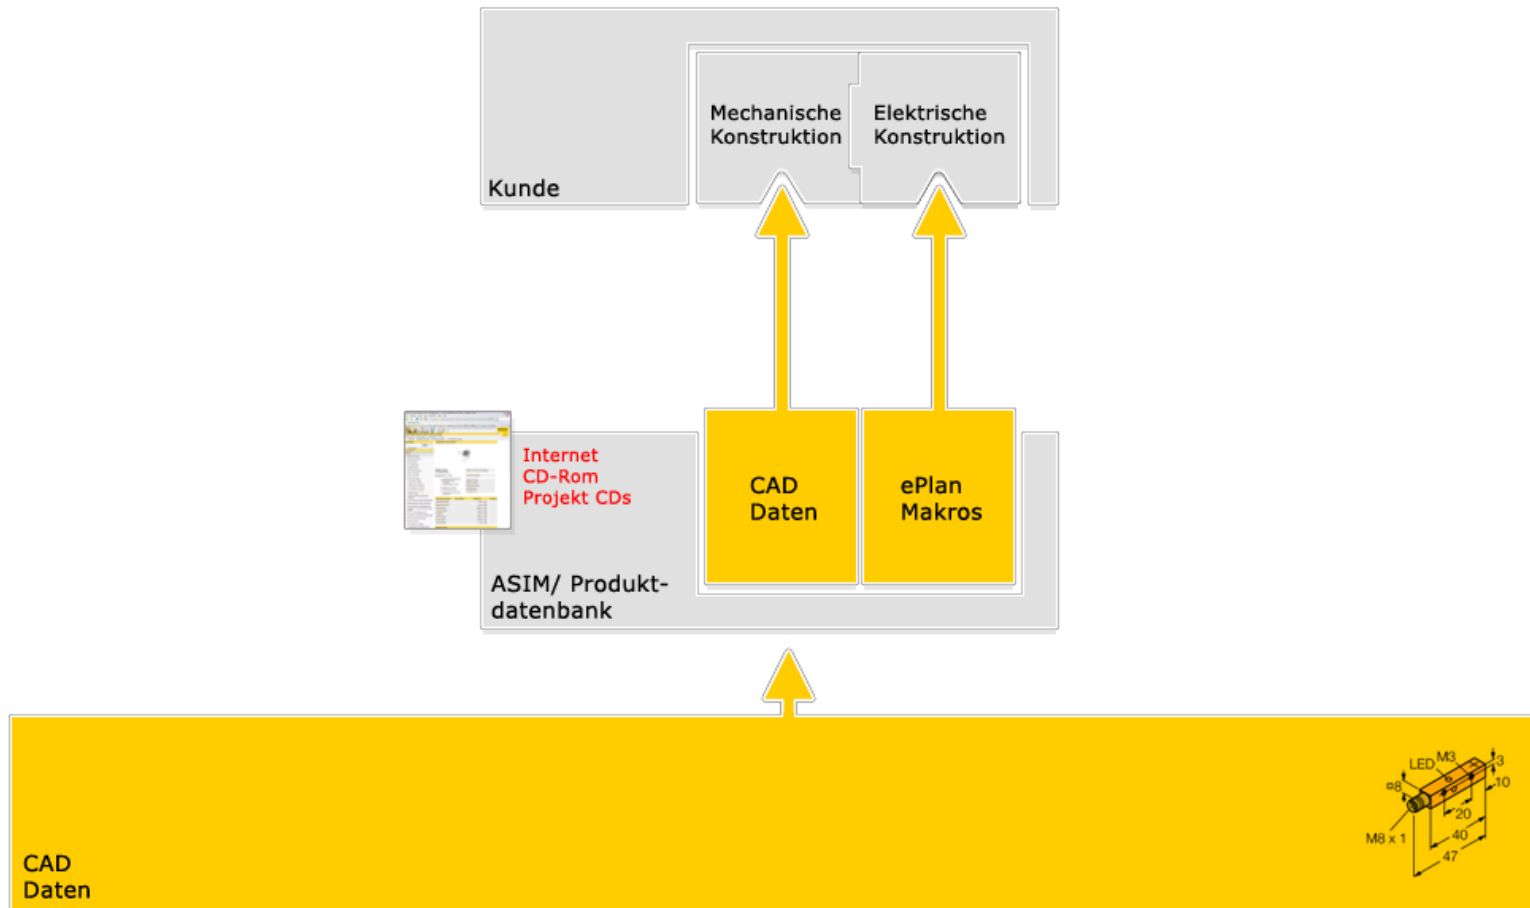 Mechanische
Konstruktion
Elektrische
Konstruktion
Kunde
Internet
CD-Rom
Projekt CDs
CAD
Daten
ePlan
Makros
ASIM/ Produkt-
datenbank
LED
M3
3
¤8
10
20
M8 x 1
40
47
CAD
Daten